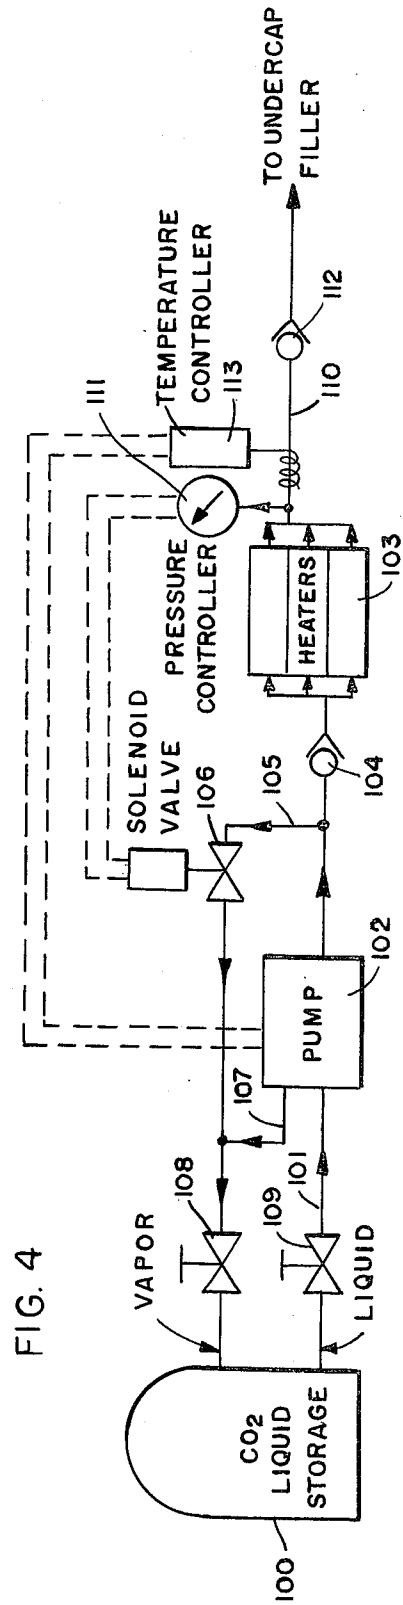 FIG. 4
100
CO2
LIQUID
STORAGE
VAPOR
108
109
101
LIQUID
107
PUMP
102
SOLENOID
VALVE
106
105
104
PRESSURE
CONTROLLER
111
HEATERS
103
TEMPERATURE
CONTROLLER
113
110
112
TO UNDERCAP
FILLER